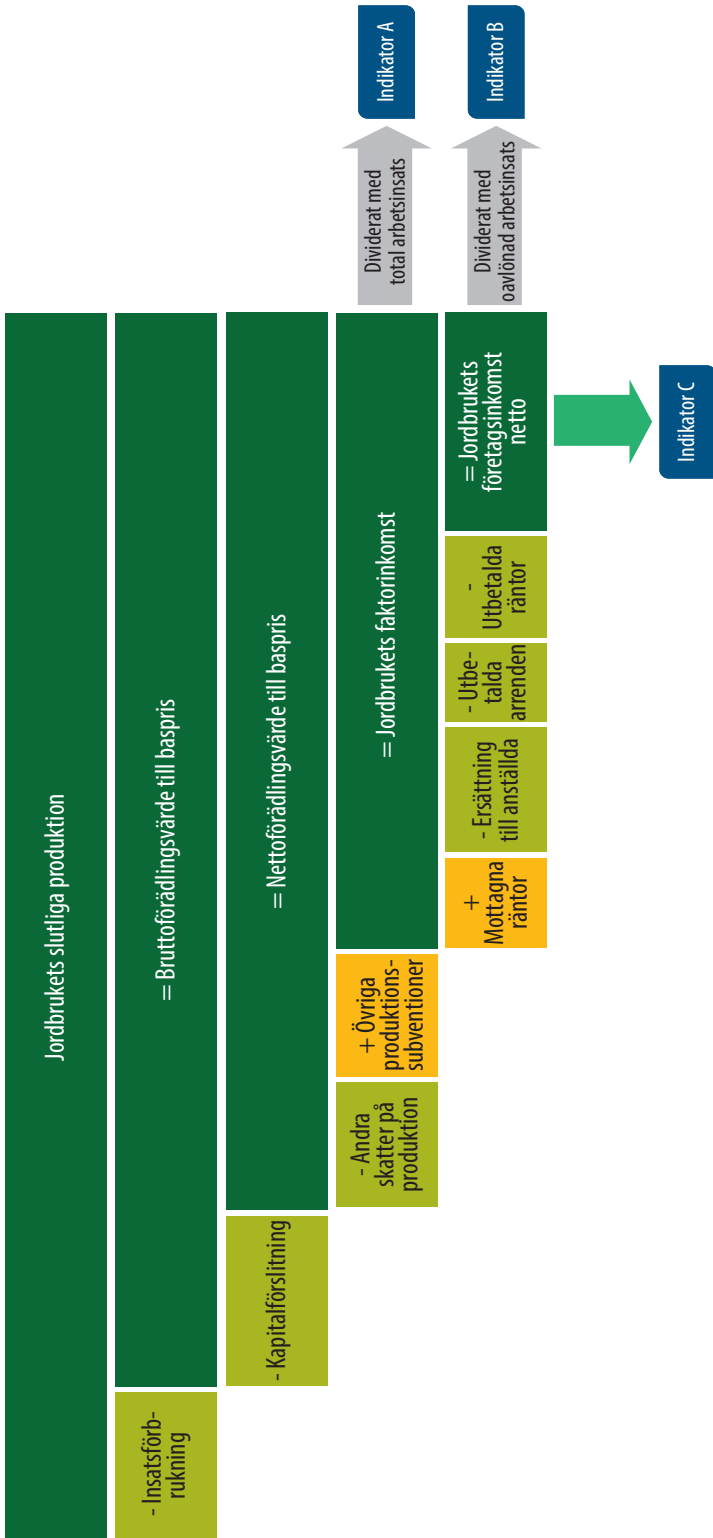 Jordbrukets slutliga produktion
- Insatsförb-
rukning
= Bruttoförädlingsvärde till baspris
- Kapitalförslitning
= Nettoförädlingsvärde till baspris
- Andra
skatter på
produktion
+ Övriga
produktions-
subventioner
= Jordbrukets faktorinkomst
Dividerat med
total arbetsinsats
Indikator A
+
Mottagna
räntor
- Ersättning
till anställda
- Utbe-
talda
arrenden
-
Utbetalda
räntor
= Jordbrukets
företagsinkomst
netto
Dividerat med
oavlönad arbetsinsats
Indikator B
Indikator C